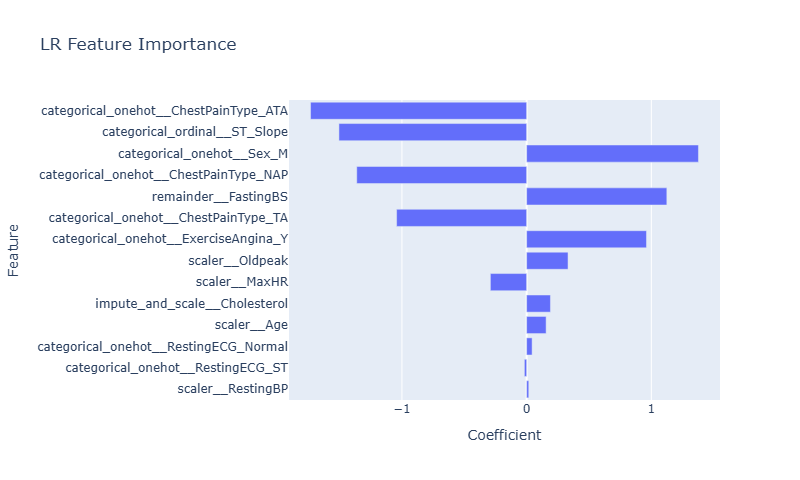 LR Feature Importance
categorical_onehot__ChestPainType_ATA
categorical_ordinal__ST_Slope
categorical_onehot__Sex_M
categorical_onehot__ChestPainType_NAP
remainder__FastingBS
categorical_onehot__ChestPainType_TA
categorical_onehot__ExerciseAngina_Y
scaler__Oldpeak
scaler__MaxHR
impute_and_scale__Cholesterol
scaler__Age
categorical_onehot__RestingECG_Normal
categorical_onehot__RestingECG_ST
scaler__RestingBP
Feature
−1 0 1
Coefficient